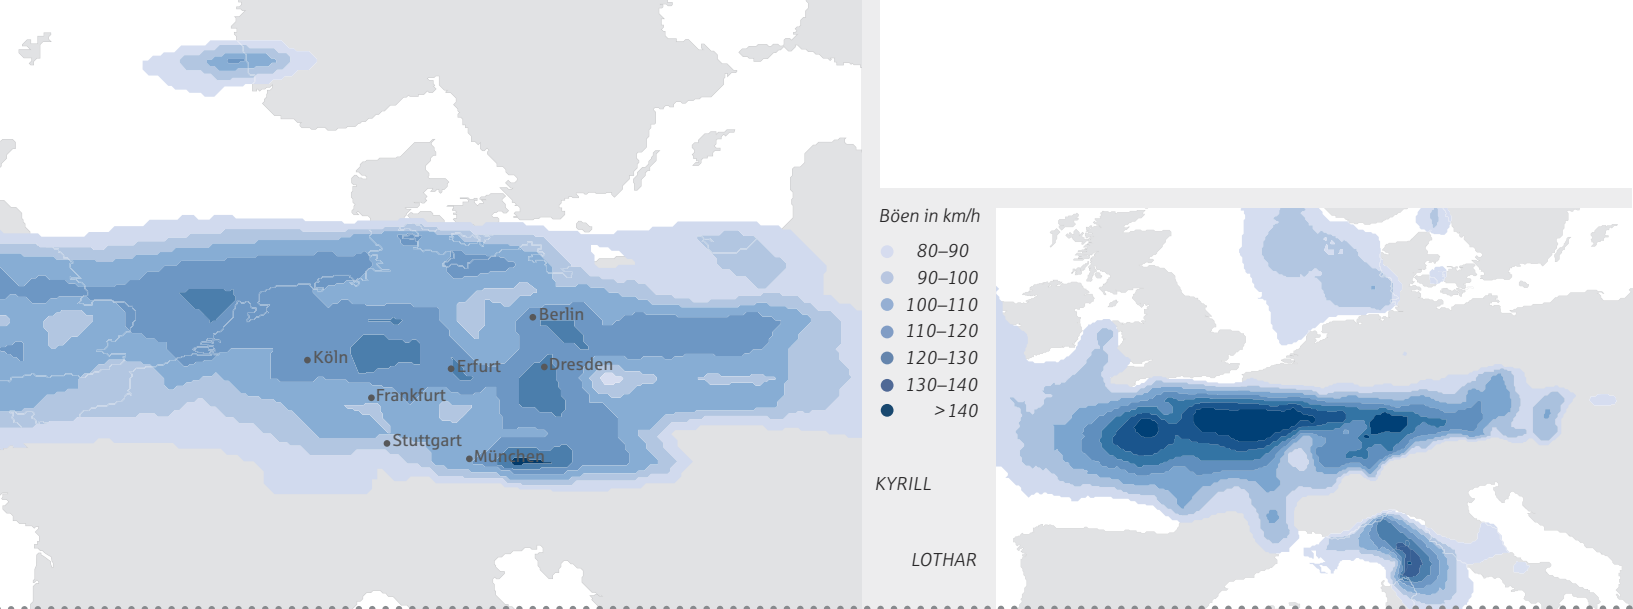 Berlin
Köln
Erfurt
Dresden
Frankfurt
Stuttgart
München
Böen in km/h
80–90
90–100
100–110
110–120
120–130
130–140
>140
KYRILL
LOTHAR